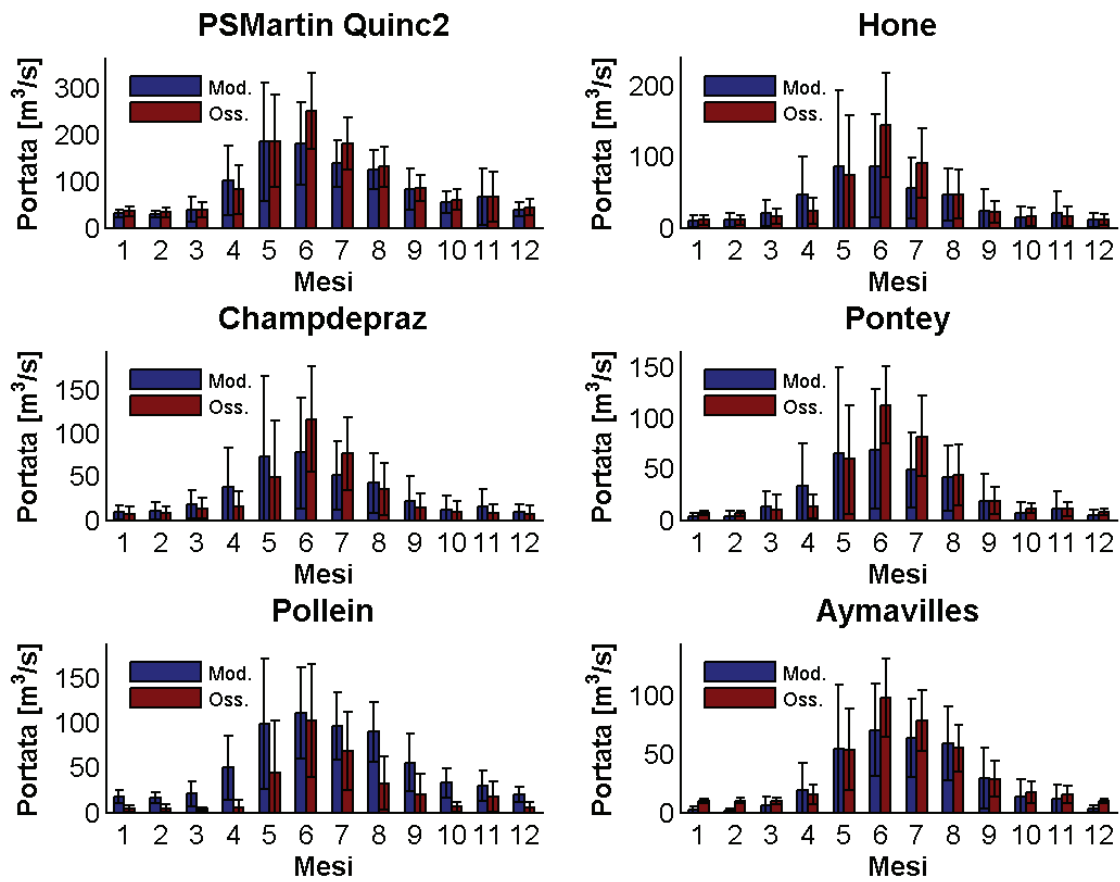 PSMartin Quinc2
Portata [m³/s]
300
200
100
0
Mod.
Oss.
1 2 3 4 5 6 7 8 9 10 11 12
Mesi
Hone
Portata [m³/s]
200
100
0
Mod.
Oss.
1 2 3 4 5 6 7 8 9 10 11 12
Mesi
Champdepraz
Portata [m³/s]
150
100
50
0
Mod.
Oss.
1 2 3 4 5 6 7 8 9 10 11 12
Mesi
Pontey
Portata [m³/s]
150
100
50
0
Mod.
Oss.
1 2 3 4 5 6 7 8 9 10 11 12
Mesi
Pollein
Portata [m³/s]
150
100
50
0
Mod.
Oss.
1 2 3 4 5 6 7 8 9 10 11 12
Mesi
Aymavilles
Portata [m³/s]
100
50
0
Mod.
Oss.
1 2 3 4 5 6 7 8 9 10 11 12
Mesi